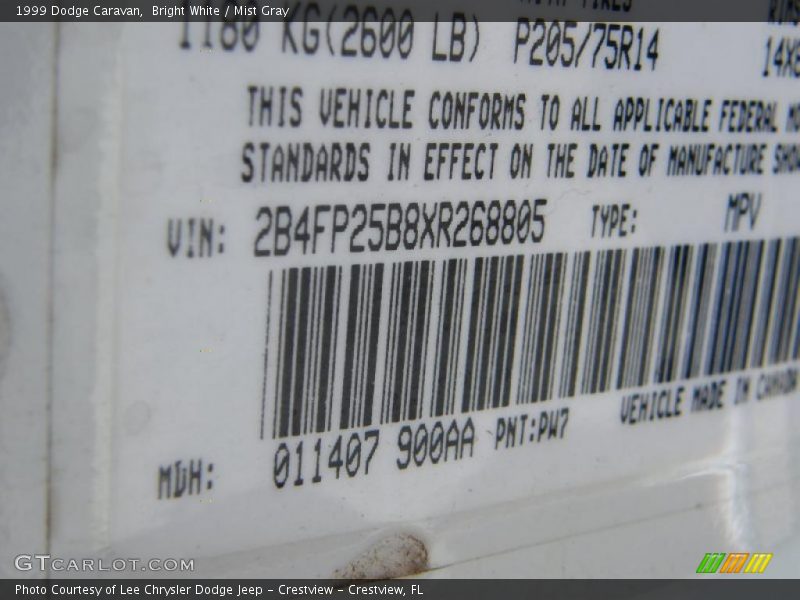 1999 Dodge Caravan, Bright White / Mist Gray
1180 KG(2600 LB) P205/75R14
THIS VEHICLE CONFORMS TO ALL APPLICABLE FEDERAL
STANDARDS IN EFFECT ON THE DATE OF MANUFACTURE
VIN: 2B4FP25B8XR268805 TYPE: MPV
VEHICLE MADE IN CANADA
MDH: 011407 900AA PNT:PW7
GTCARLOT.COM
Photo Courtesy of Lee Chrysler Dodge Jeep - Crestview - Crestview, FL